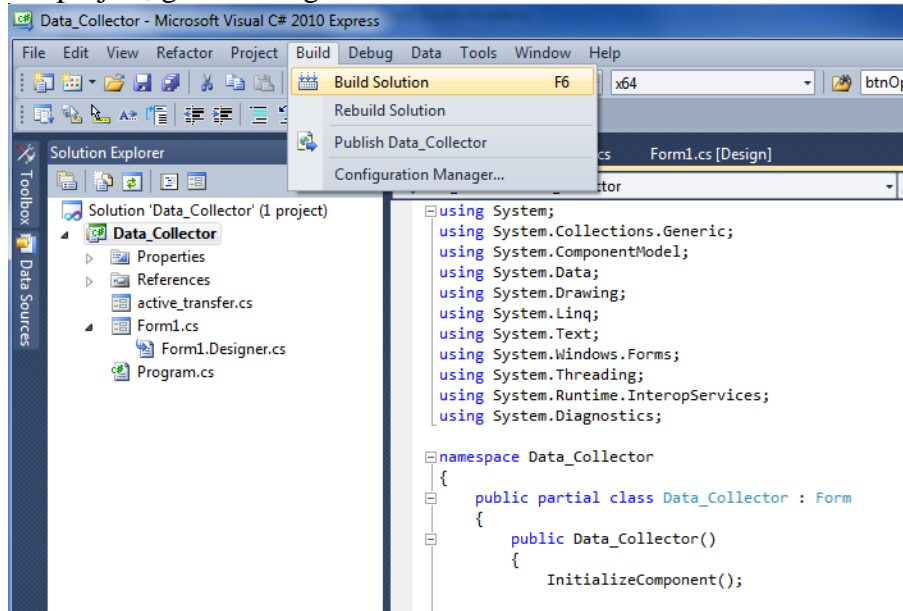 Data_Collector - Microsoft Visual C# 2010 Express
File Edit View Refactor Project Build Debug Data Tools Window Help
Build Solution F6
x64
Rebuild Solution
Publish Data_Collector
Configuration Manager...
Solution Explorer
Form1.cs [Design]
Toolbox
Data Sources
Solution 'Data_Collector' (1 project)
Data_Collector
Properties
References
active_transfer.cs
Form1.cs
Form1.Designer.cs
Program.cs
using System;
using System.Collections.Generic;
using System.ComponentModel;
using System.Data;
using System.Drawing;
using System.Linq;
using System.Text;
using System.Windows.Forms;
using System.Threading;
using System.Runtime.InteropServices;
using System.Diagnostics;
namespace Data_Collector
{
public partial class Data_Collector : Form
{
public Data_Collector()
{
InitializeComponent();